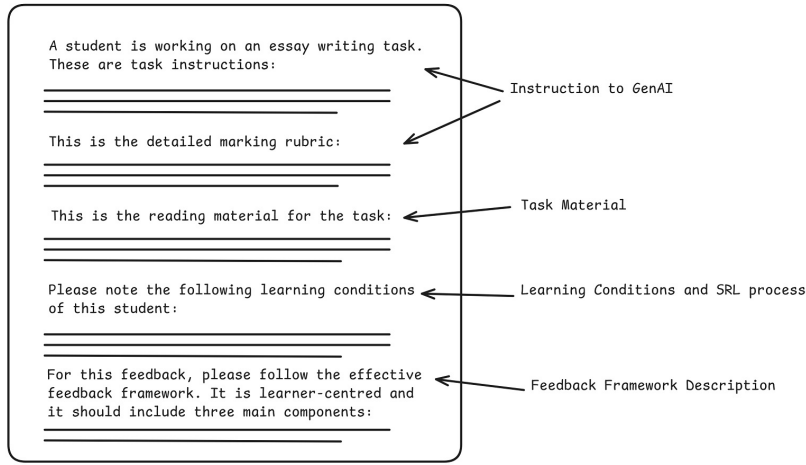 A student is working on an essay writing task.
These are task instructions:
Instruction to GenAI
This is the detailed marking rubric:
This is the reading material for the task:
Task Material
Please note the following learning conditions
of this student:
Learning Conditions and SRL process
For this feedback, please follow the effective
feedback framework. It is learner-centred and
it should include three main components:
Feedback Framework Description